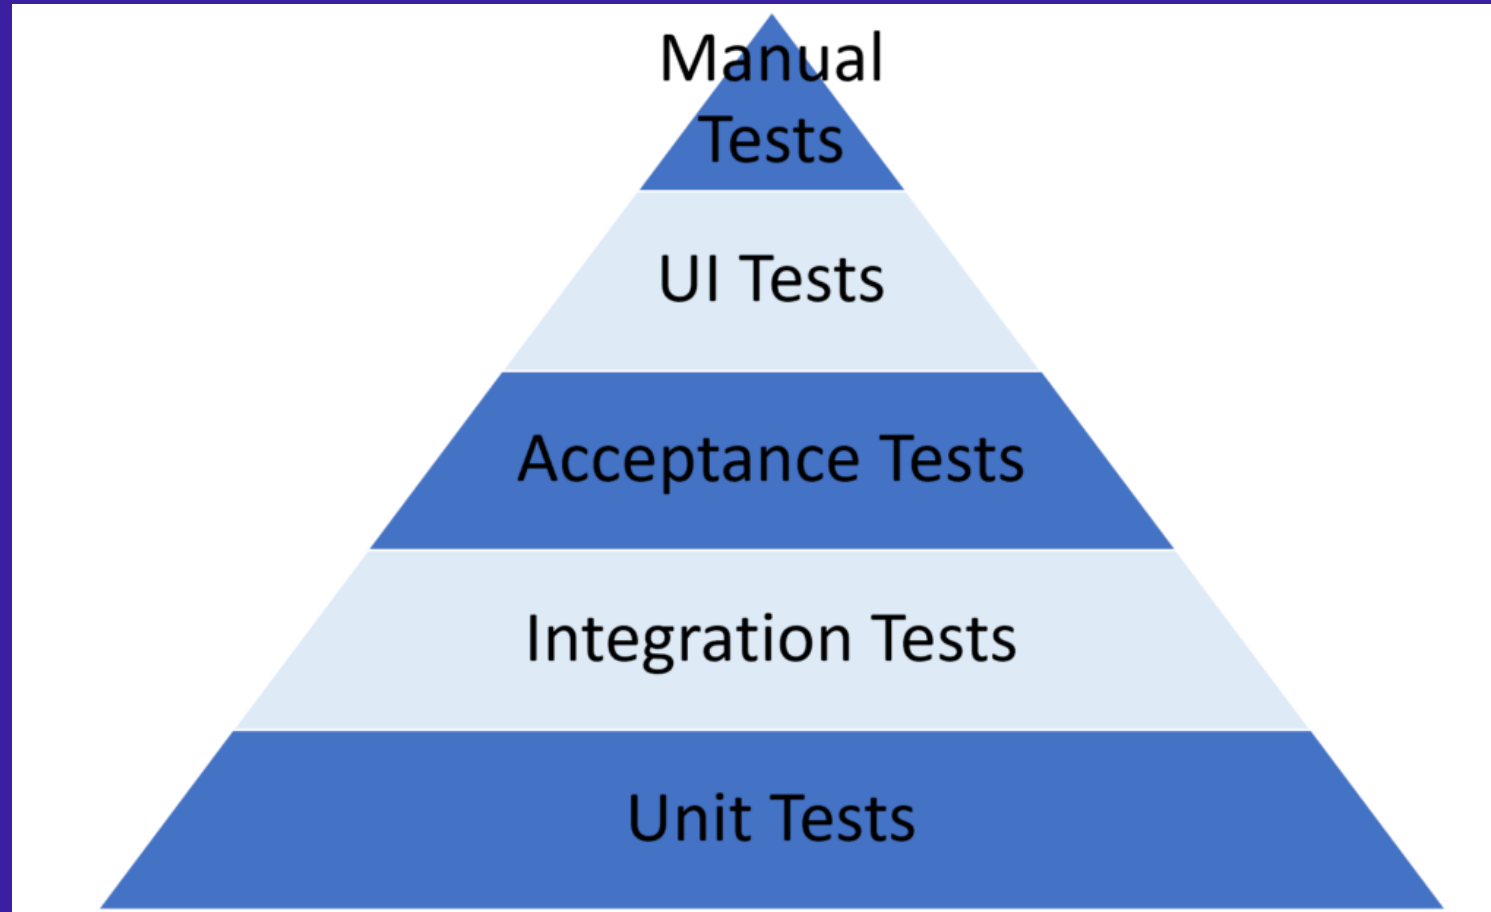 Manual
Tests
UI Tests
Acceptance Tests
Integration Tests
Unit Tests